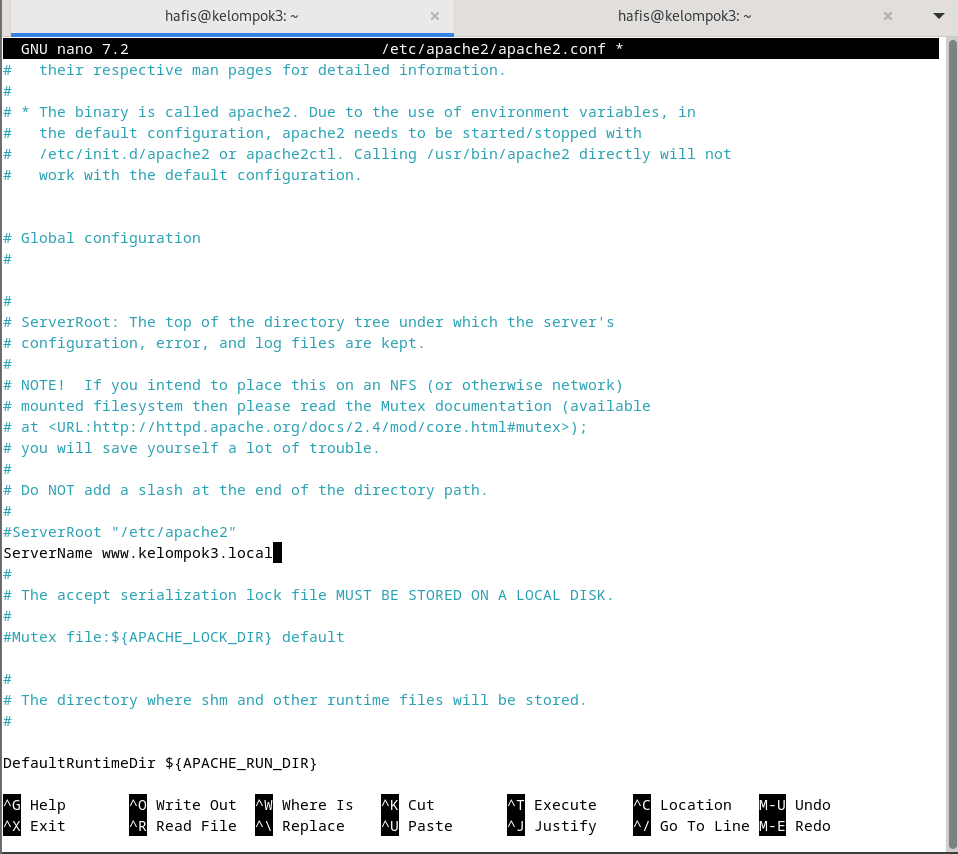 hafis@kelompok3: ~ × hafis@kelompok3: ~ ×
GNU nano 7.2 /etc/apache2/apache2.conf *
#   their respective man pages for detailed information.
#
# * The binary is called apache2. Due to the use of environment variables, in
#   the default configuration, apache2 needs to be started/stopped with
#   /etc/init.d/apache2 or apache2ctl. Calling /usr/bin/apache2 directly will not
#   work with the default configuration.
# Global configuration
#
#
# ServerRoot: The top of the directory tree under which the server's
# configuration, error, and log files are kept.
#
# NOTE!  If you intend to place this on an NFS (or otherwise network)
# mounted filesystem then please read the Mutex documentation (available
# at <URL:http://httpd.apache.org/docs/2.4/mod/core.html#mutex>);
# you will save yourself a lot of trouble.
#
# Do NOT add a slash at the end of the directory path.
#
#ServerRoot "/etc/apache2"
ServerName www.kelompok3.local
#
# The accept serialization lock file MUST BE STORED ON A LOCAL DISK.
#
#Mutex file:${APACHE_LOCK_DIR} default
#
# The directory where shm and other runtime files will be stored.
#
DefaultRuntimeDir ${APACHE_RUN_DIR}
^G Help ^O Write Out ^W Where Is ^K Cut ^T Execute ^C Location M-U Undo
^X Exit ^R Read File ^\ Replace ^U Paste ^J Justify ^/ Go To Line M-E Redo